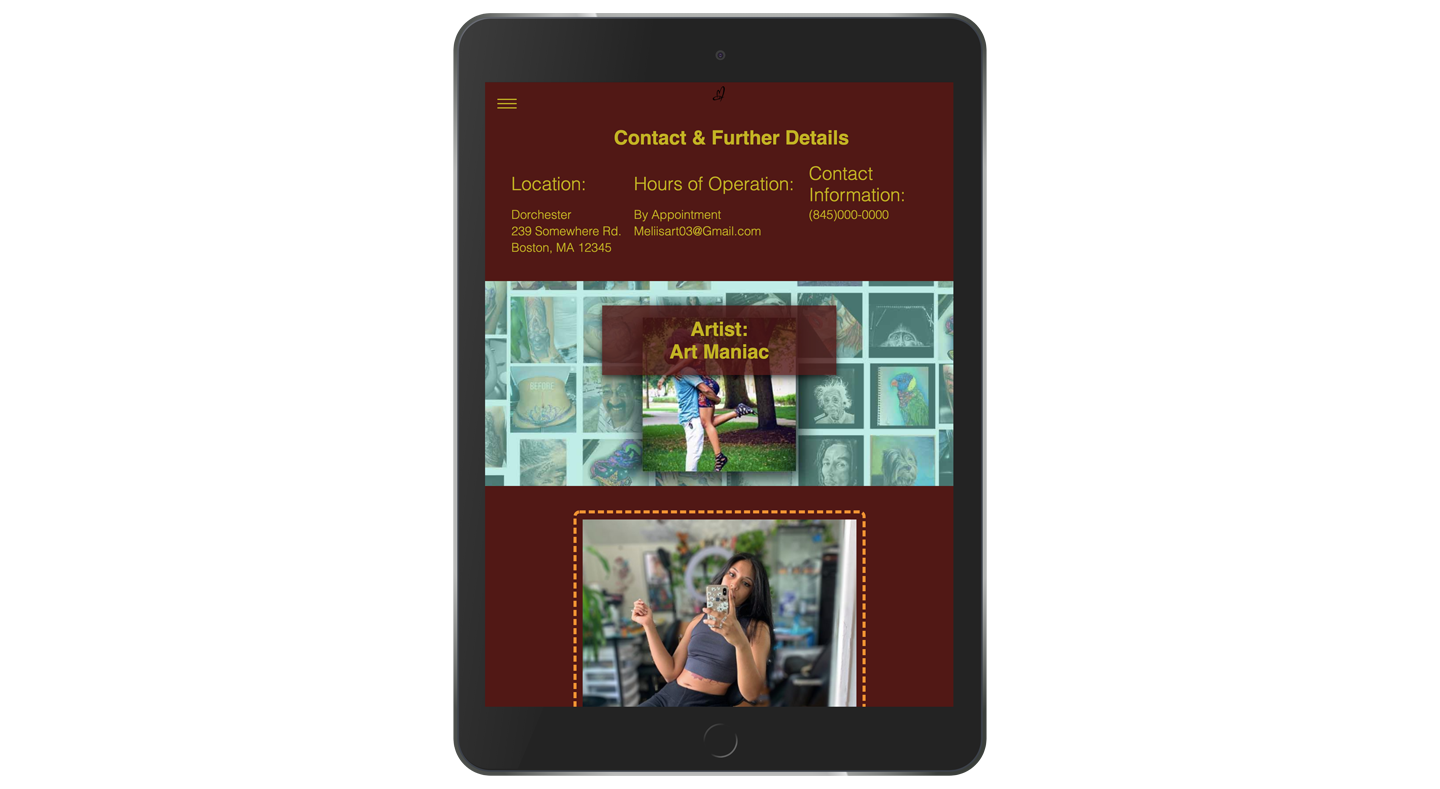 Contact & Further Details
Location:
Dorchester
239 Somewhere Rd.
Boston, MA 12345
Hours of Operation:
By Appointment
Meliisart03@Gmail.com
Contact
Information:
(845)000-0000
Artist:
Art Maniac
BEFORE